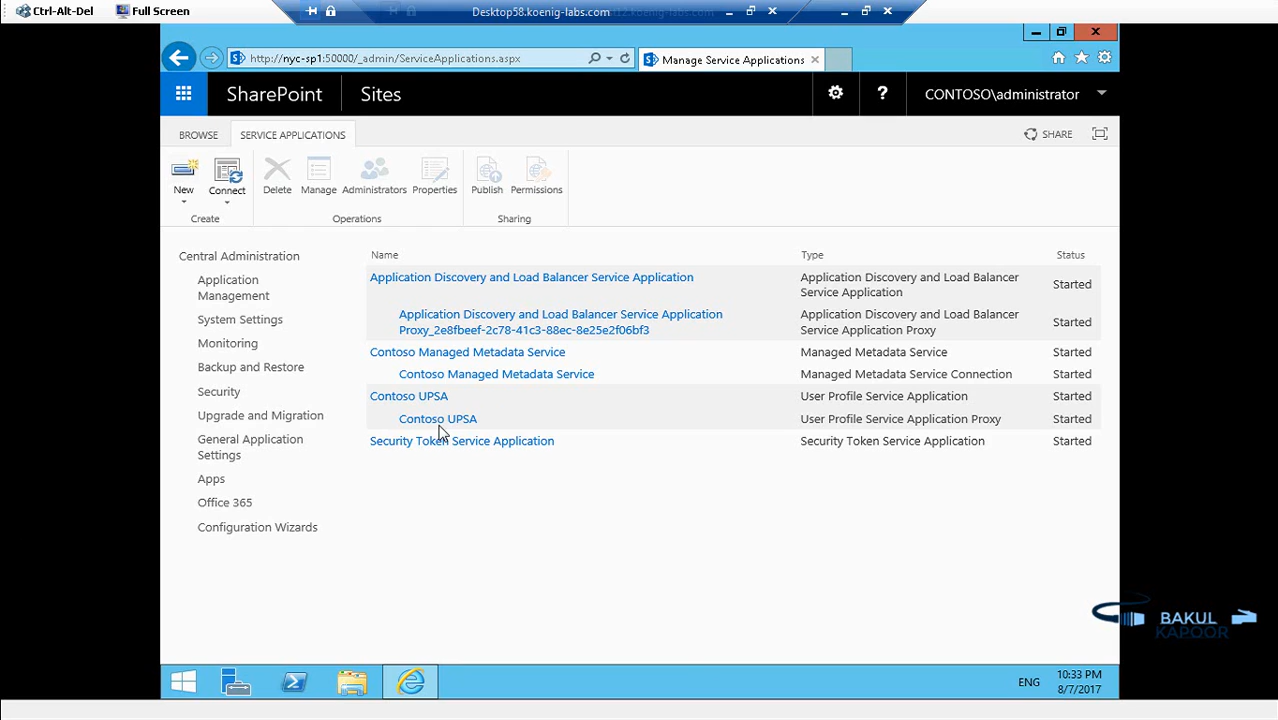 Ctrl-Alt-Del Full Screen
Desktop58.koenig-labs.com
http://nyc-sp1:50000/_admin/ServiceApplications.aspx
Manage Service Applications
SharePoint Sites
CONTOSO\administrator
BROWSE SERVICE APPLICATIONS
SHARE
New Connect Delete Manage Administrators Properties Publish Permissions
Create Operations Sharing
Central Administration
Application
Management
System Settings
Monitoring
Backup and Restore
Security
Upgrade and Migration
General Application
Settings
Apps
Office 365
Configuration Wizards
Name Type Status
Application Discovery and Load Balancer Service Application
Application Discovery and Load Balancer
Service Application
Started
Application Discovery and Load Balancer Service Application
Proxy_2e8fbeef-2c78-41c3-88ec-8e25e2f06bf3
Application Discovery and Load Balancer
Service Application Proxy
Started
Contoso Managed Metadata Service Managed Metadata Service Started
Contoso Managed Metadata Service Managed Metadata Service Connection Started
Contoso UPSA User Profile Service Application Started
Contoso UPSA User Profile Service Application Proxy Started
Security Token Service Application Security Token Service Application Started
BAKUL
KAPOOR
ENG
10:33 PM
8/7/2017